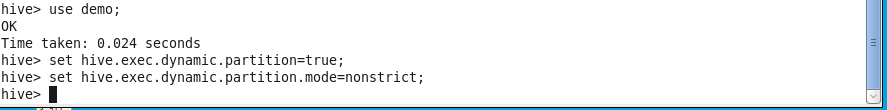 hive> use demo;
OK
Time taken: 0.024 seconds
hive> set hive.exec.dynamic.partition=true;
hive> set hive.exec.dynamic.partition.mode=nonstrict;
hive>